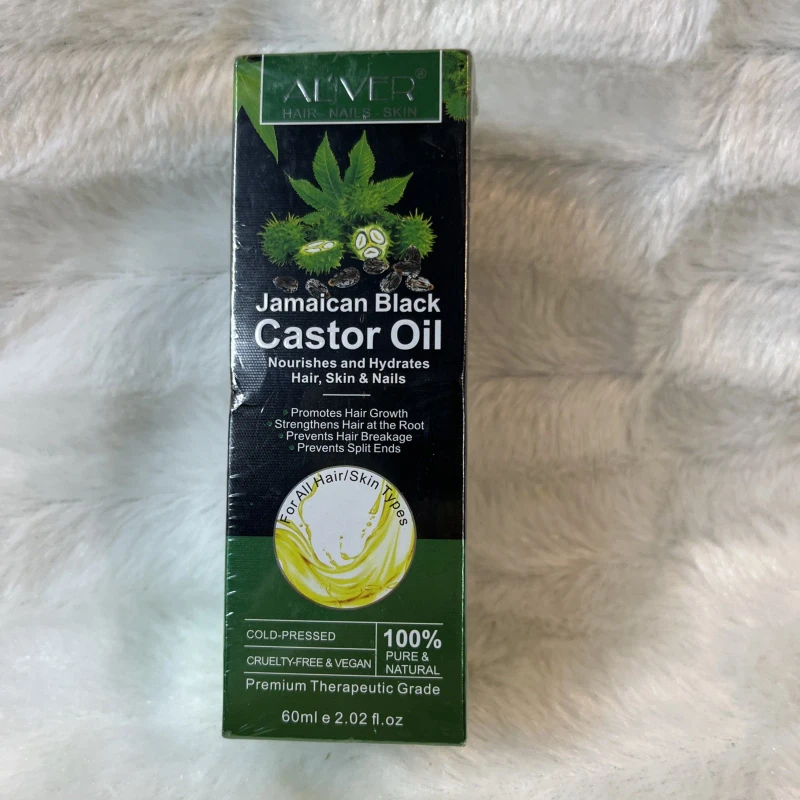 ALIVER®
HAIR - NAILS - SKIN
Jamaican Black
Castor Oil
Nourishes and Hydrates
Hair, Skin & Nails
Promotes Hair Growth
Strengthens Hair at the Root
Prevents Hair Breakage
Prevents Split Ends
For All Hair/Skin Types
COLD-PRESSED
CRUELTY-FREE & VEGAN
100%
PURE &
NATURAL
Premium Therapeutic Grade
60ml e 2.02 fl.oz